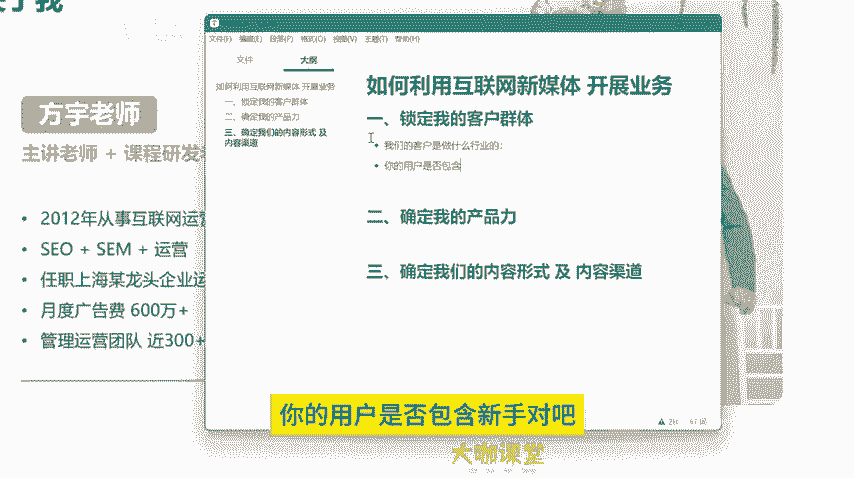 关于我
方宇老师
主讲老师 + 课程研发
2012年从事互联网运营
SEO + SEM + 运营
任职上海某龙头企业运
月度广告费 600万+
管理运营团队 近300+
文件(F) 编辑(E) 段落(P) 格式(O) 视图(V) 主题(T) 帮助(H)
文件 大纲
如何利用互联网新媒体 开展业务
一、锁定我的客户群体
二、确定我的产品力
三、确定我们的内容形式 及
内容渠道
如何利用互联网新媒体 开展业务
一、锁定我的客户群体
我们的客户是做什么行业的；
你的用户是否包含
二、确定我的产品力
三、确定我们的内容形式 及 内容渠道
你的用户是否包含新手对吧
大咖课堂